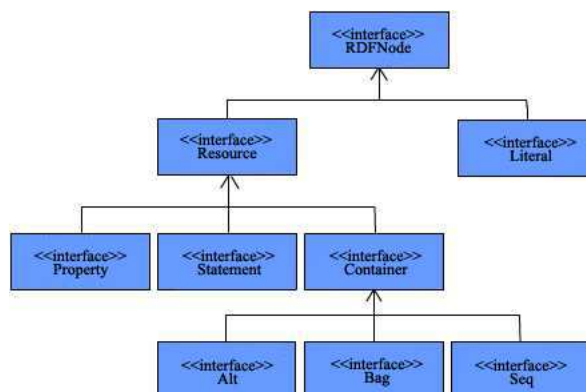 <<interface>>
RDFNode
<<interface>>
Resource
<<interface>>
Literal
<<interface>>
Property
<<interface>>
Statement
<<interface>>
Container
<<interface>>
Alt
<<interface>>
Bag
<<interface>>
Seq